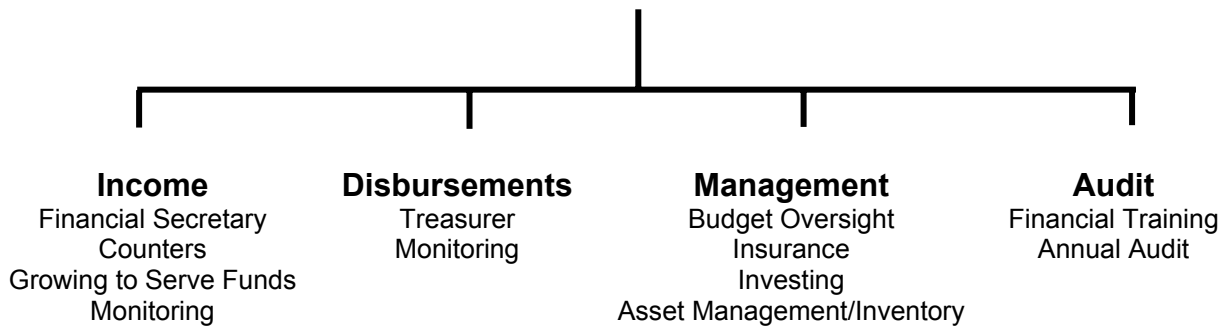 Income
Financial Secretary
Counters
Growing to Serve Funds
Monitoring
Disbursements
Treasurer
Monitoring
Management
Budget Oversight
Insurance
Investing
Asset Management/Inventory
Audit
Financial Training
Annual Audit